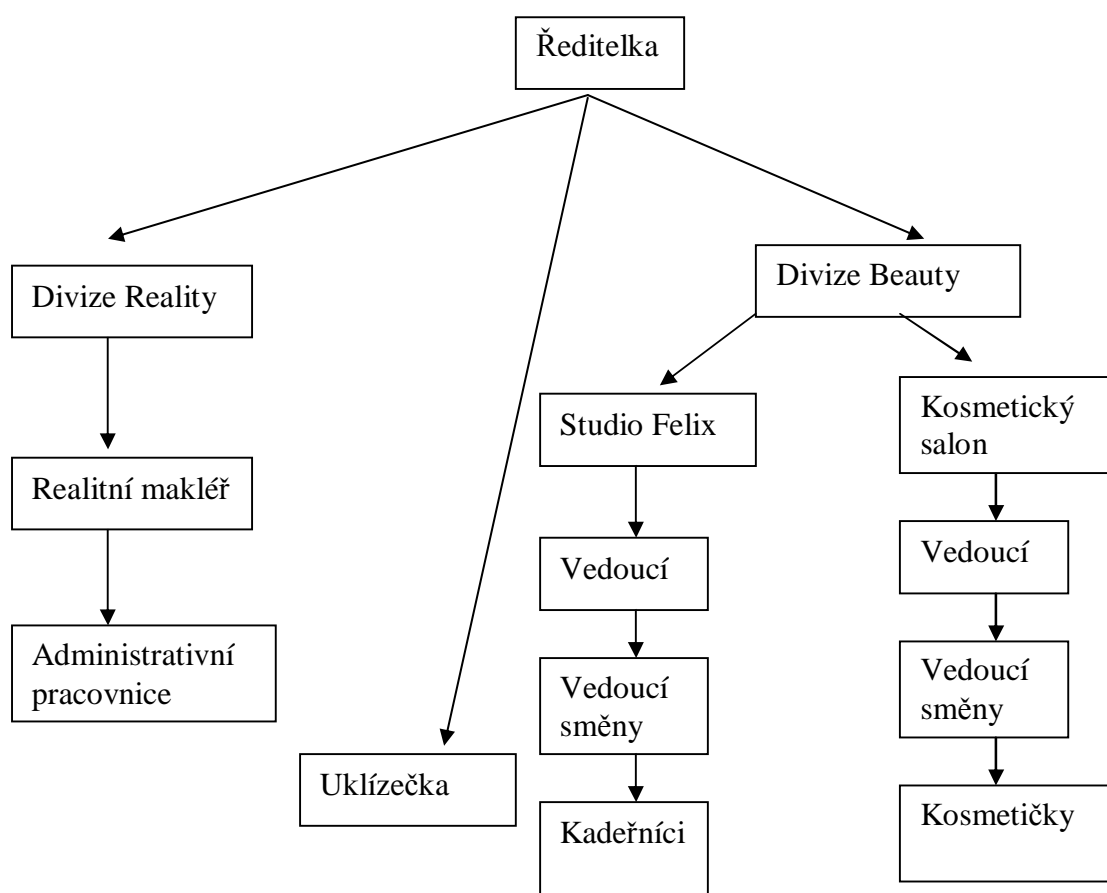 Ředitelka
Divize Reality
Divize Beauty
Studio Felix
Kosmetický
salon
Realitní makléř
Vedoucí
Vedoucí
Administrativní
pracovnice
Vedoucí
směny
Vedoucí
směny
Uklízečka
Kadeřníci
Kosmetičky